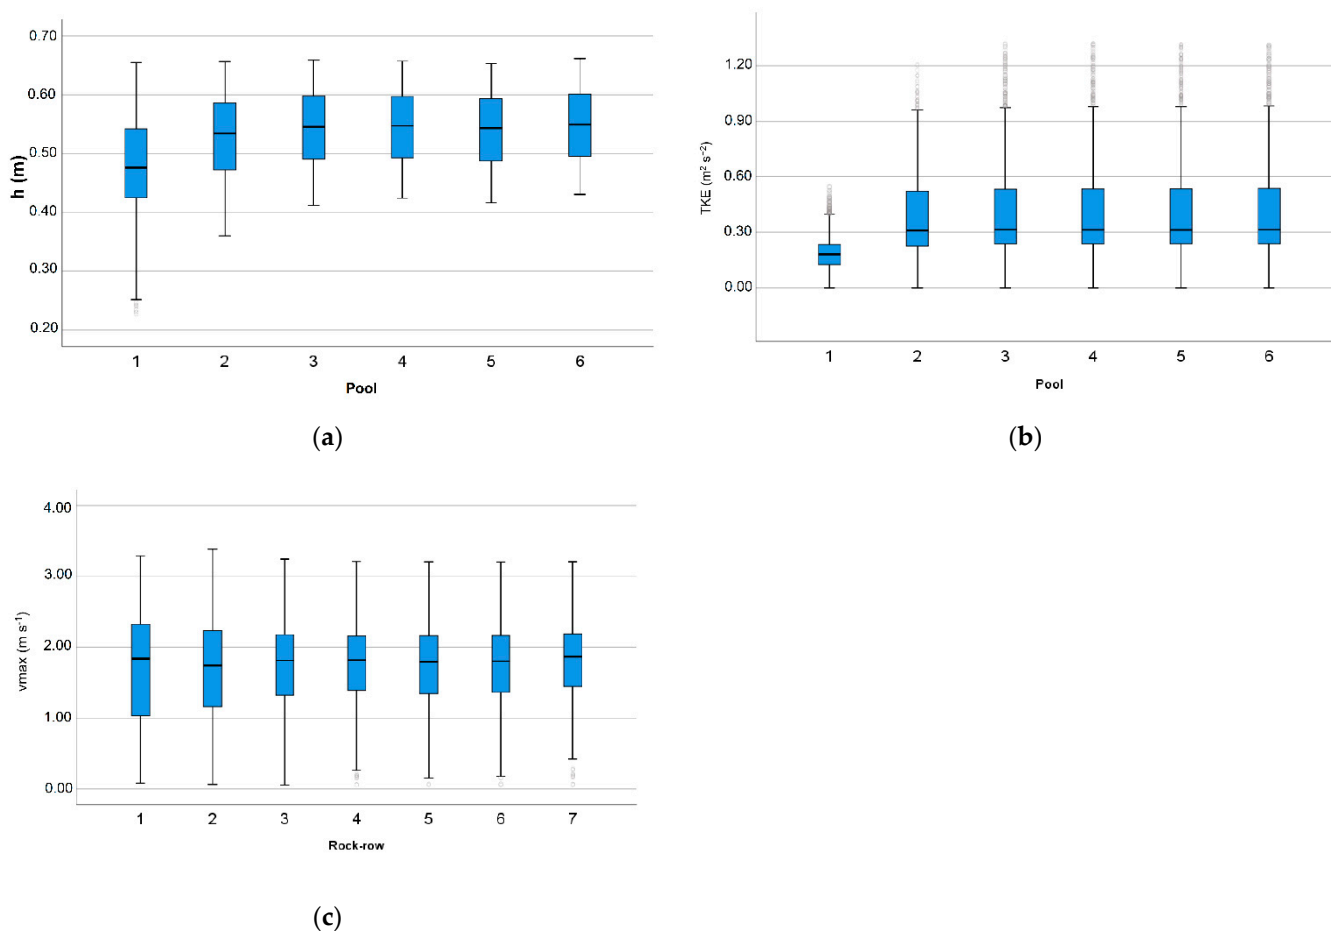 0.70
0.60
0.50
0.40
0.30
0.20
h (m)
1 2 3 4 5 6
Pool
(a)
1.20
0.90
0.60
0.30
0.00
TKE (m² s⁻²)
1 2 3 4 5 6
Pool
(b)
4.00
3.00
2.00
1.00
0.00
vmax (m s⁻¹)
1 2 3 4 5 6 7
Rock-row
(c)